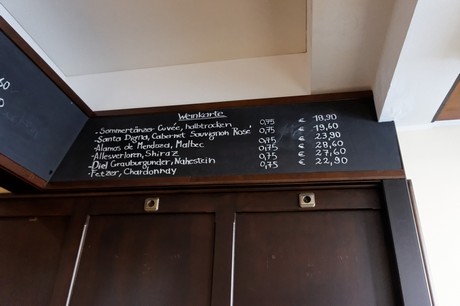 Weinkarte
- Sommertänzer Cuvée, halbtrocken 0,75 € 18,90
- Santa Digna, Cabernet Sauvignon Rosé 0,75 € 19,60
- Alamos de Mendoza, Malbec 0,75 € 23,90
- Allesverloren, Shiraz 0,75 € 28,60
- Diel Grauburgunder, Nahestein 0,75 € 27,60
- Fetzer, Chardonnay 0,75 € 22,90